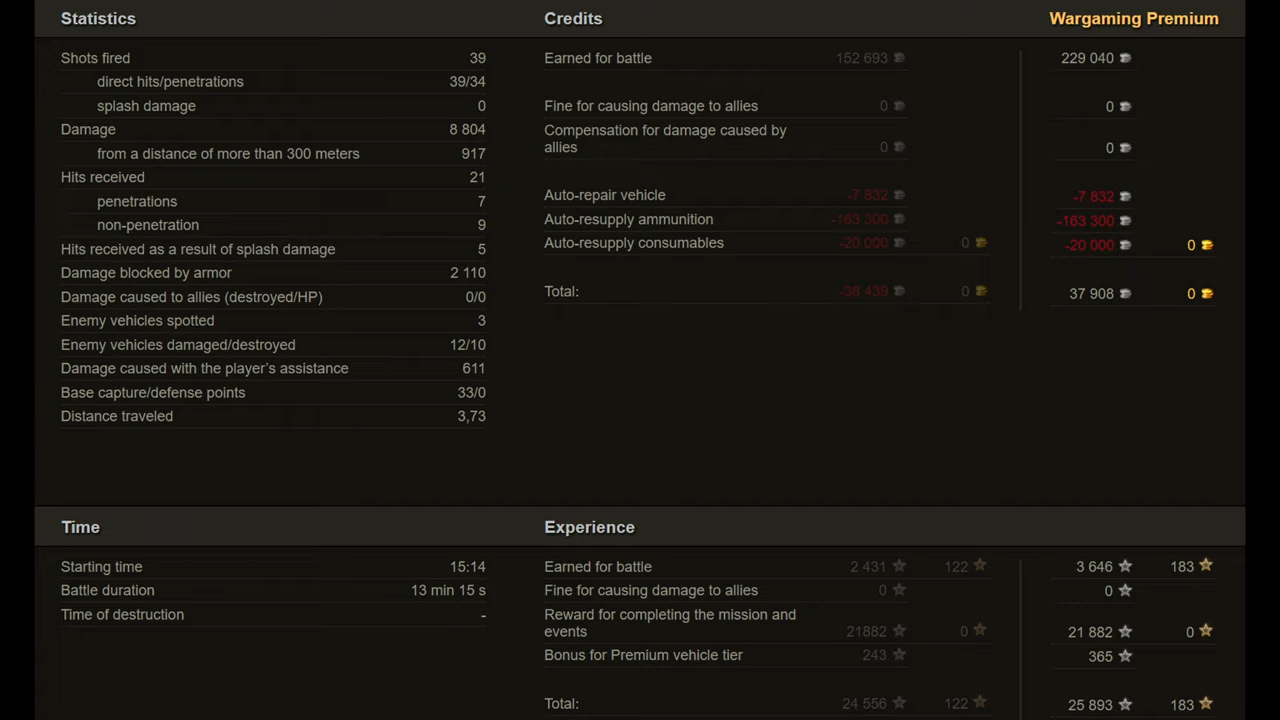 Statistics
Credits
Wargaming Premium
Shots fired 39
direct hits/penetrations 39/34
splash damage 0
Damage 8 804
from a distance of more than 300 meters 917
Hits received 21
penetrations 7
non-penetration 9
Hits received as a result of splash damage 5
Damage blocked by armor 2 110
Damage caused to allies (destroyed/HP) 0/0
Enemy vehicles spotted 3
Enemy vehicles damaged/destroyed 12/10
Damage caused with the player's assistance 611
Base capture/defense points 33/0
Distance traveled 3,73
Earned for battle 152 693 229 040
Fine for causing damage to allies 0 0
Compensation for damage caused by
allies 0 0
Auto-repair vehicle -7 832 -7 832
Auto-resupply ammunition -163 300 -163 300
Auto-resupply consumables -20 000 0 -20 000 0
Total: -38 439 0 37 908 0
Time
Starting time 15:14
Battle duration 13 min 15 s
Time of destruction -
Experience
Earned for battle 2 431 122 3 646 183
Fine for causing damage to allies 0 0
Reward for completing the mission and
events 21882 0 21 882 0
Bonus for Premium vehicle tier 243 365
Total: 24 556 122 25 893 183